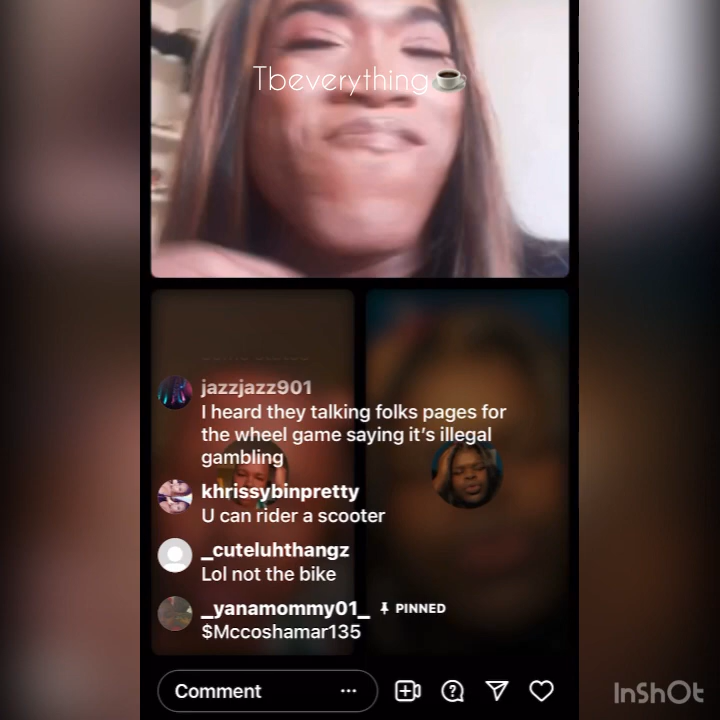 Tbeverything☕
jazzjazz901
I heard they talking folks pages for
the wheel game saying it's illegal
gambling
khrissybinpretty
U can rider a scooter
_cuteluhthangz
Lol not the bike
_yanamommy01_ PINNED
$Mccoshamar135
Comment ...
InShOt